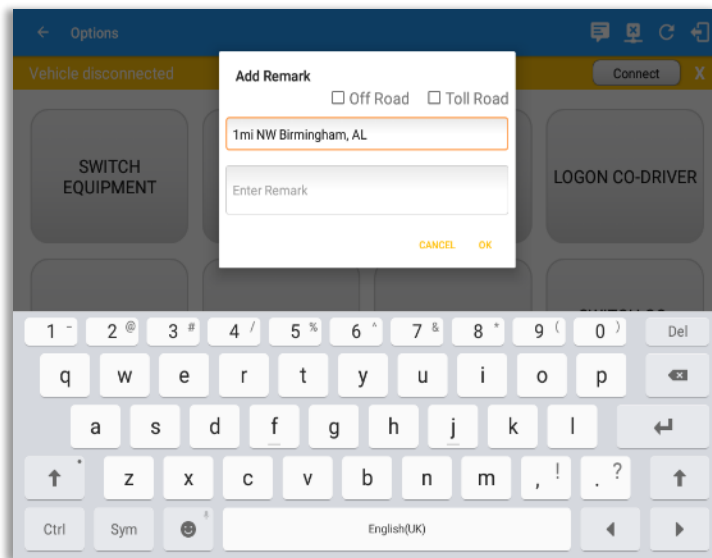 Options
Vehicle disconnected
Connect
X
Add Remark
Off Road
Toll Road
1mi NW Birmingham, AL
Enter Remark
CANCEL
OK
SWITCH
EQUIPMENT
LOGON CO-DRIVER
1 - 2 @ 3 # 4 / 5 % 6 ^ 7 & 8 * 9 ( 0 ) Del
q w e r t y u i o p
a s d f g h j k l
z x c v b n m , ! . ?
Ctrl Sym English(UK)